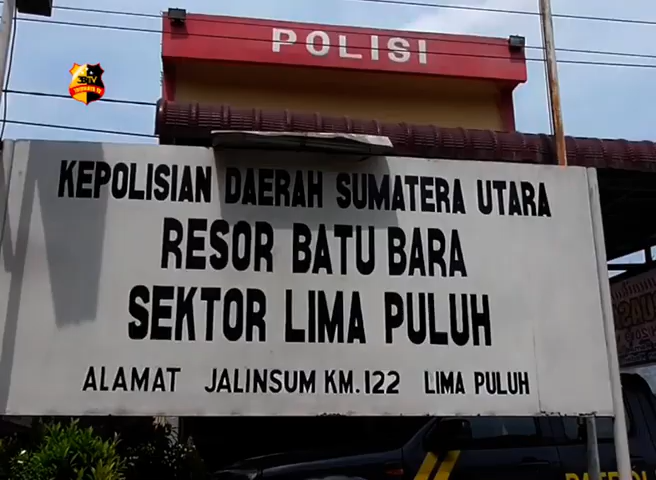 POLISI
KEPOLISIAN DAERAH SUMATERA UTARA
RESOR BATU BARA
SEKTOR LIMA PULUH
ALAMAT JALINSUM KM.122 LIMA PULUH